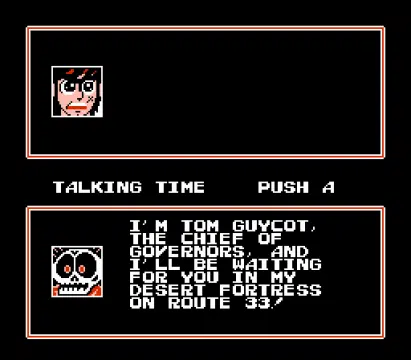 TALKING TIME PUSH A
I'M TOM GUYCOT,
THE CHIEF OF
GOVERNORS, AND
I'LL BE WAITING
FOR YOU IN MY
DESERT FORTRESS
ON ROUTE 33!